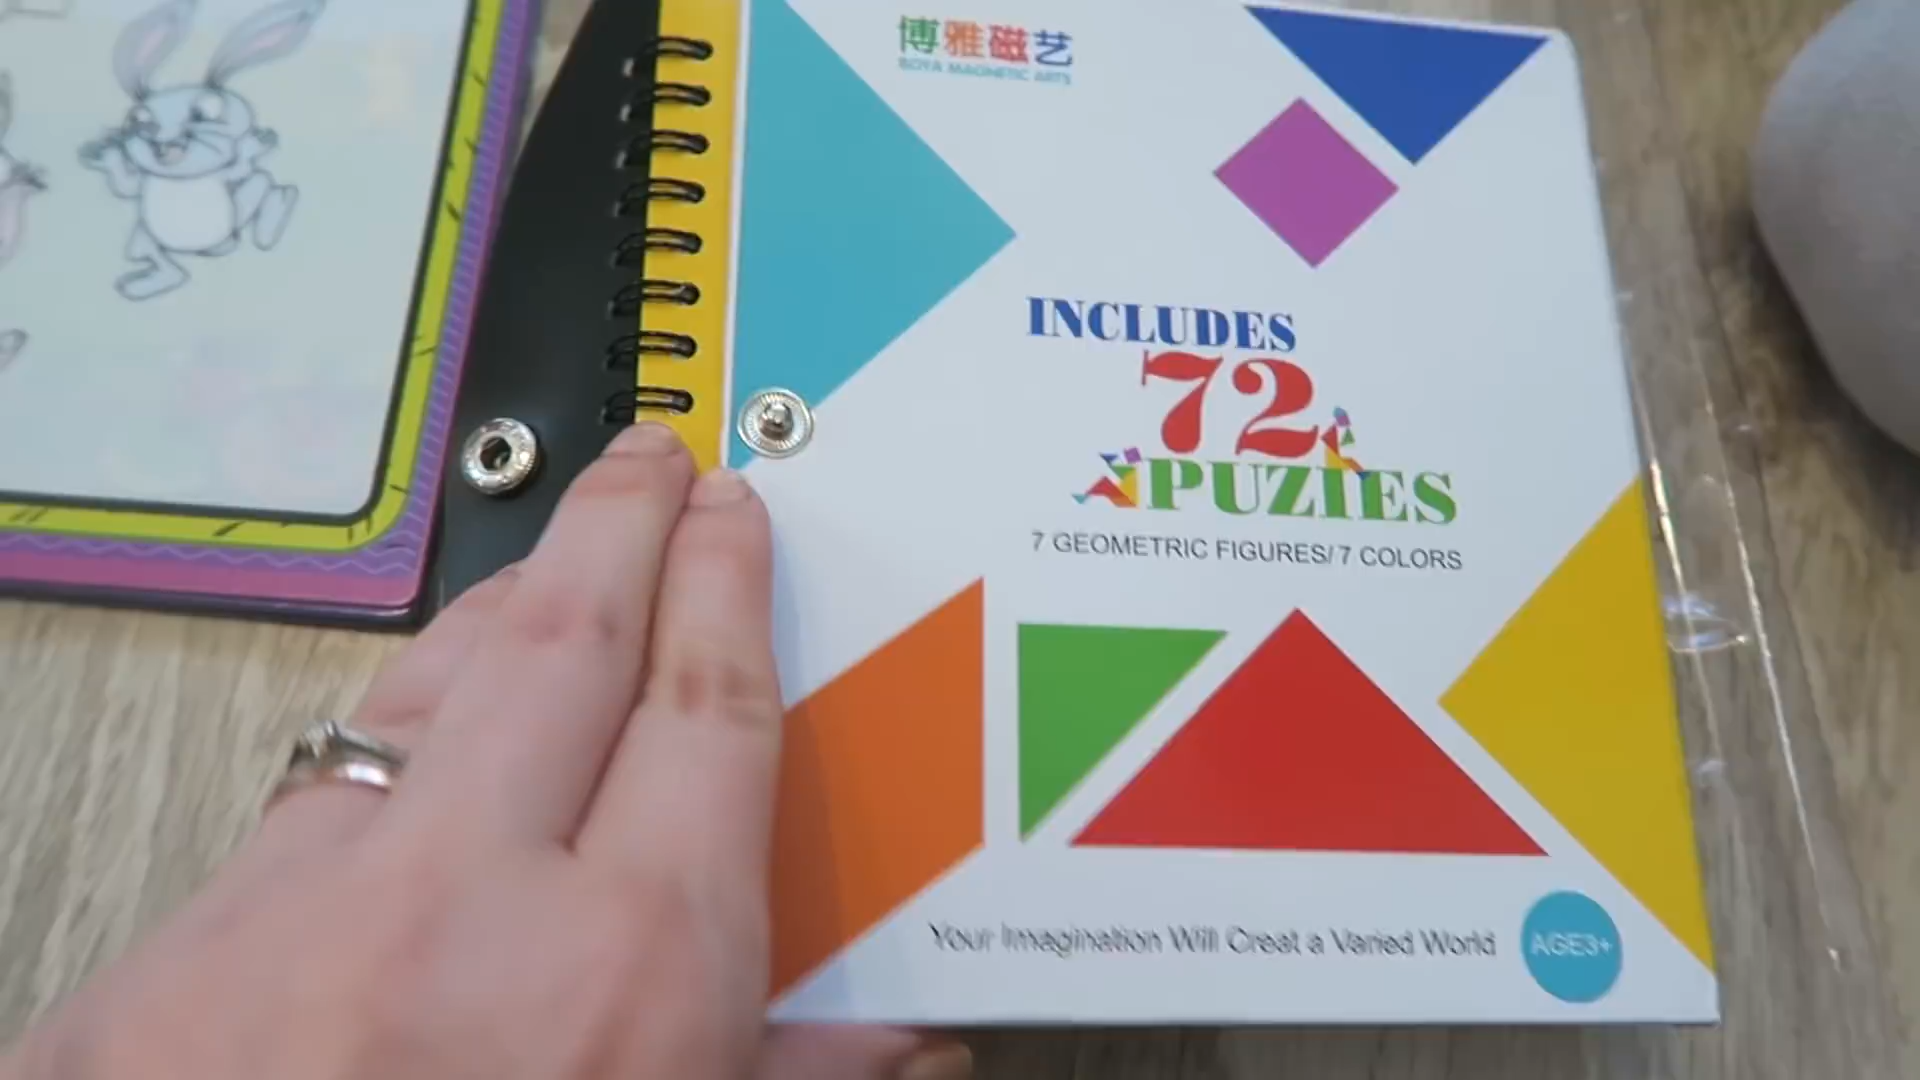 博雅磁艺
BOYA MAGNETIC ARTS
INCLUDES
72
PUZIES
7 GEOMETRIC FIGURES/7 COLORS
Your Imagination Will Creat a Varied World
AGE3+